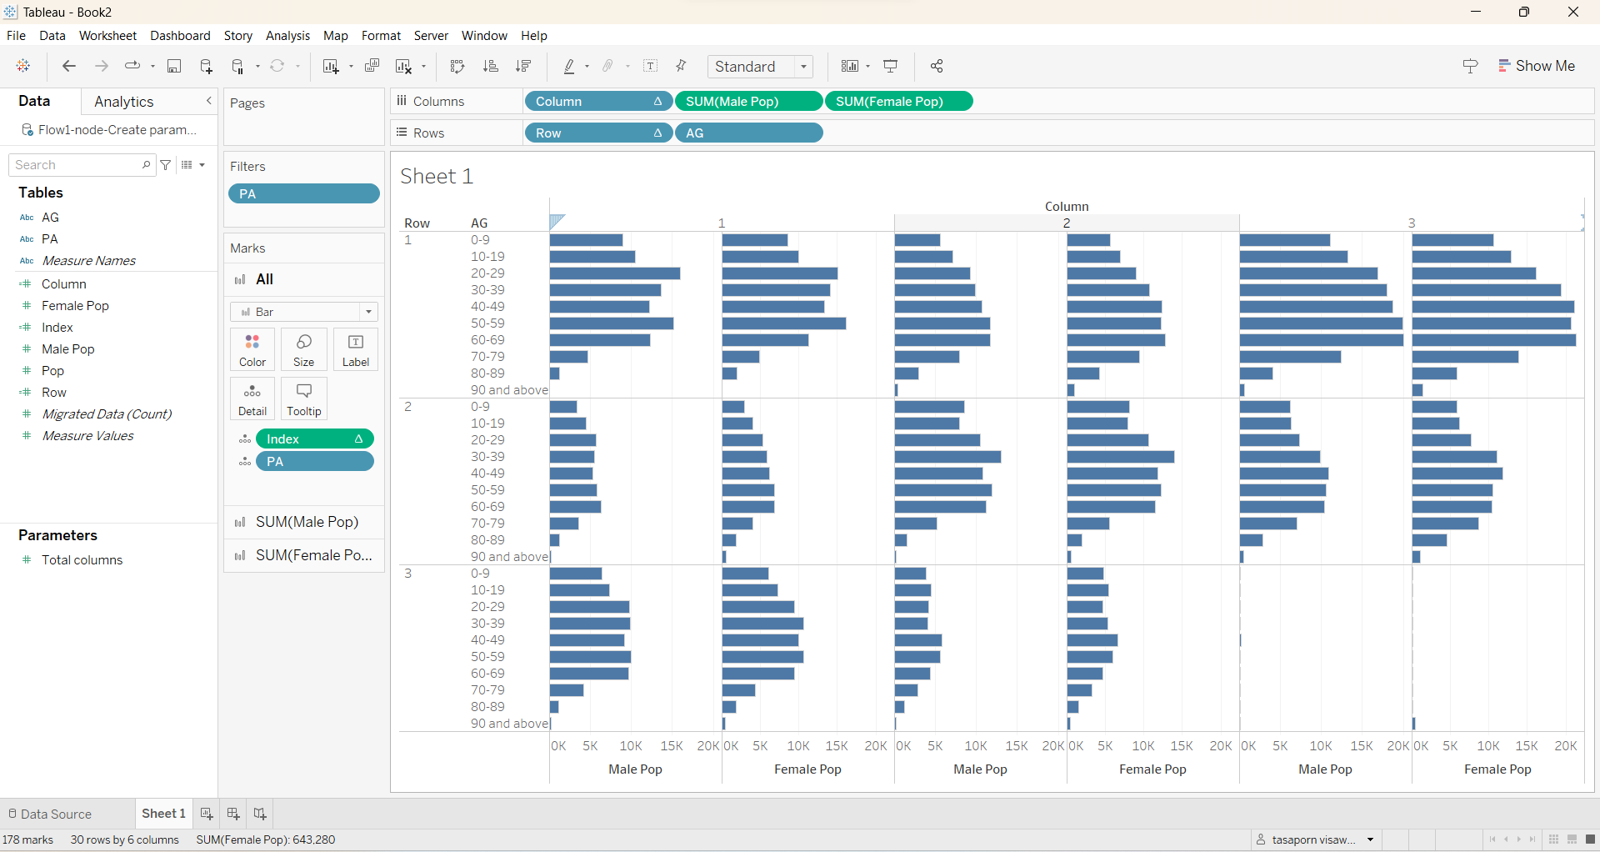 Tableau - Book2
File Data Worksheet Dashboard Story Analysis Map Format Server Window Help
Standard
Show Me
Data Analytics
Flow1-node-Create param...
Search
Tables
Abc AG
Abc PA
Abc Measure Names
Column
Female Pop
Index
Male Pop
Pop
Row
Migrated Data (Count)
Measure Values
Parameters
Total columns
Pages
Filters
PA
Marks
All
Bar
Color Size Label
Detail Tooltip
Index
PA
SUM(Male Pop)
SUM(Female Po...
Columns Column SUM(Male Pop) SUM(Female Pop)
Rows Row AG
Sheet 1
Column
Row AG 1 2 3
1 0-9
10-19
20-29
30-39
40-49
50-59
60-69
70-79
80-89
90 and above
2 0-9
10-19
20-29
30-39
40-49
50-59
60-69
70-79
80-89
90 and above
3 0-9
10-19
20-29
30-39
40-49
50-59
60-69
70-79
80-89
90 and above
0K 5K 10K 15K 20K 0K 5K 10K 15K 20K 0K 5K 10K 15K 20K 0K 5K 10K 15K 20K 0K 5K 10K 15K 20K 0K 5K 10K 15K 20K
Male Pop Female Pop Male Pop Female Pop Male Pop Female Pop
Data Source Sheet 1
178 marks 30 rows by 6 columns SUM(Female Pop): 643,280
tasaporn visaw...